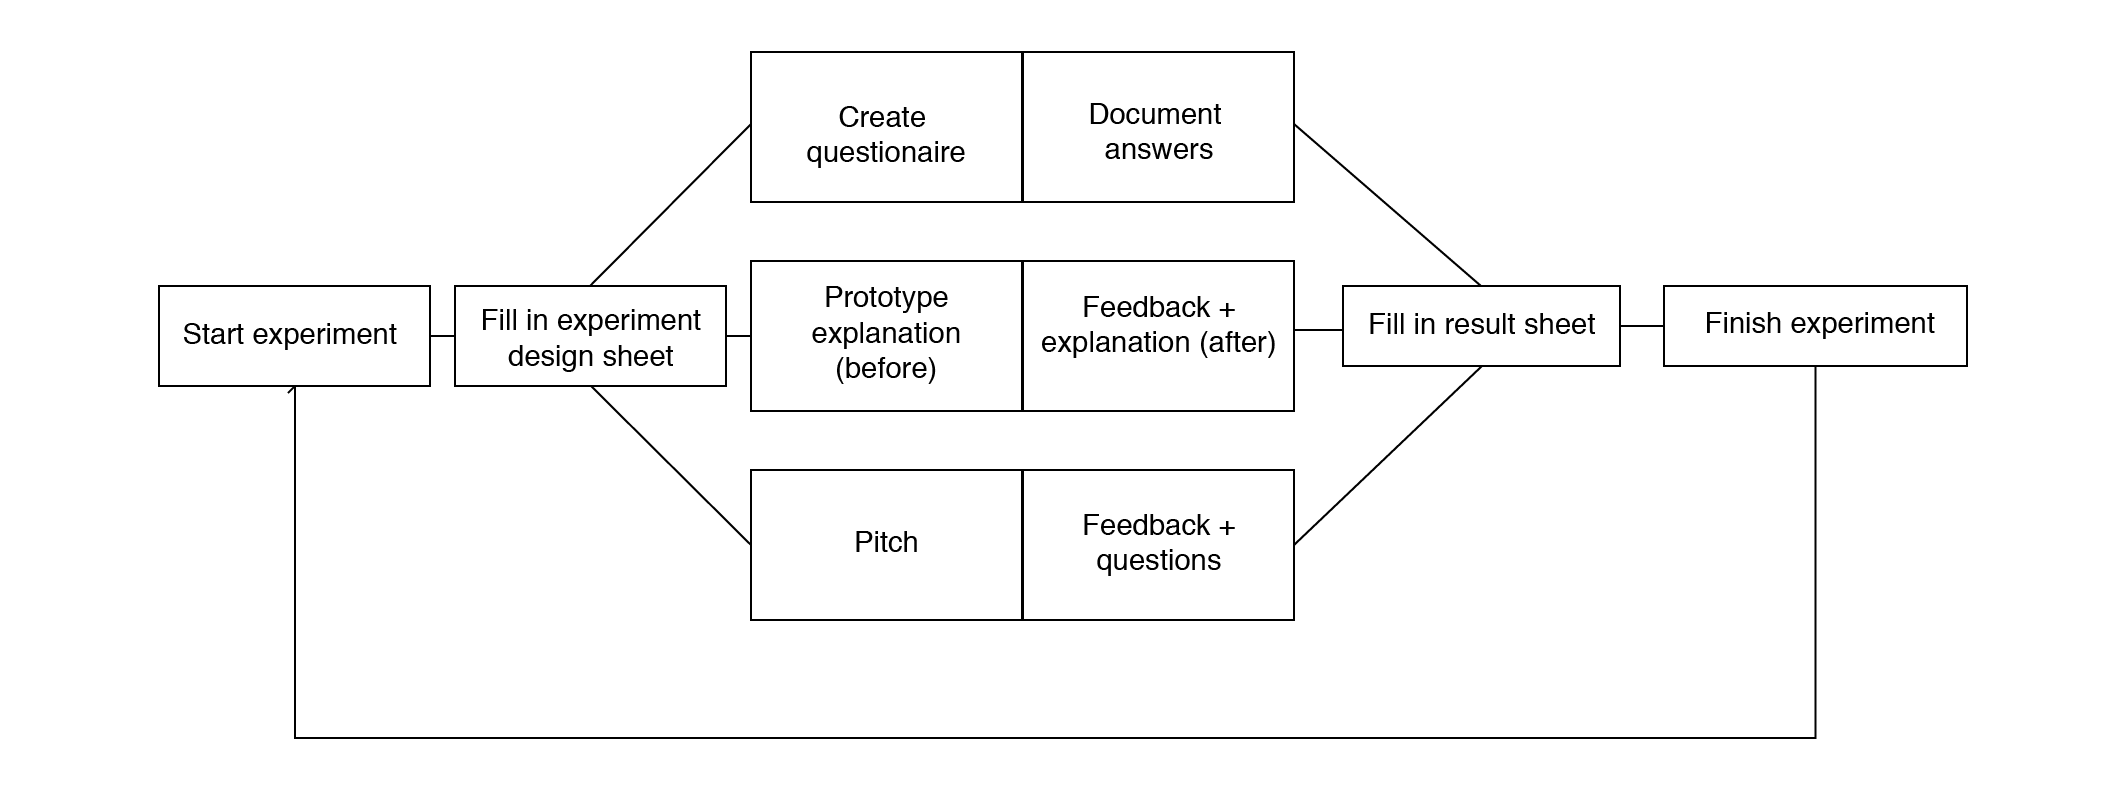 Start experiment
Fill in experiment
design sheet
Create
questionaire
Document
answers
Prototype
explanation
(before)
Feedback +
explanation (after)
Pitch
Feedback +
questions
Fill in result sheet
Finish experiment